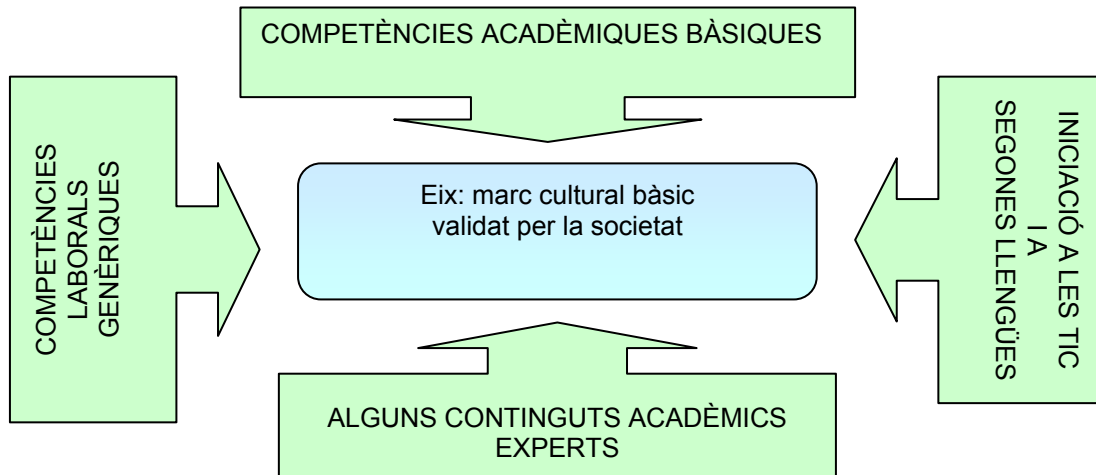 COMPETÈNCIES ACADÈMIQUES BÀSIQUES
COMPETÈNCIES
LABORALS
GENÈRIQUES
Eix: marc cultural bàsic
validat per la societat
INICIACIÓ A LES TIC
I A
SEGONES LLENGÜES
ALGUNS CONTINGUTS ACADÈMICS
EXPERTS